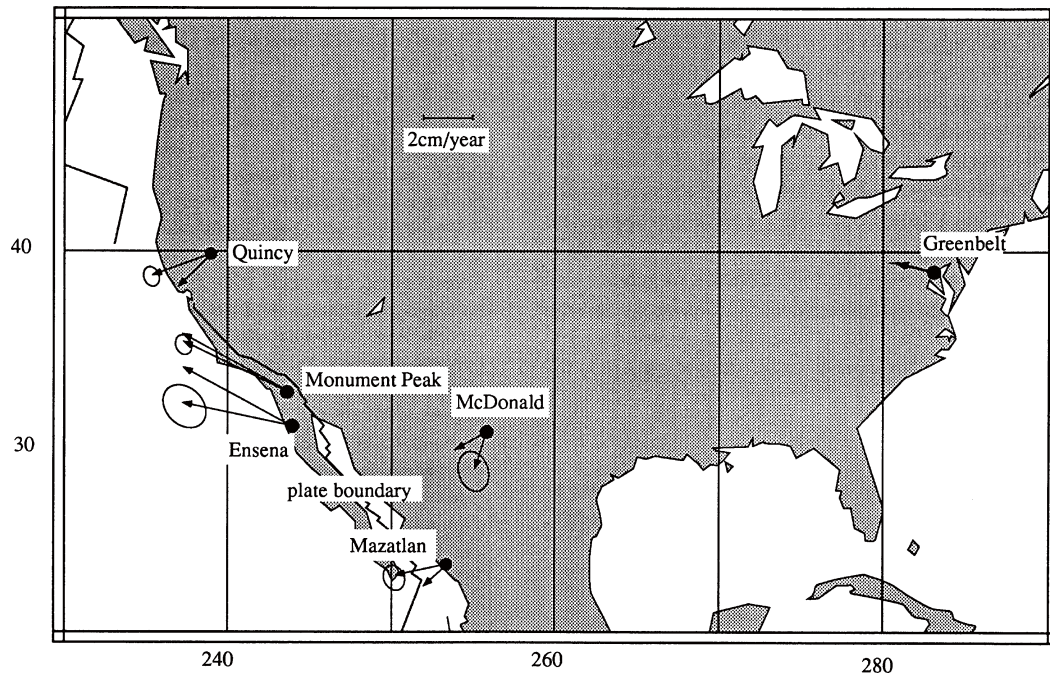 2cm/year
40
Quincy
Greenbelt
Monument Peak
McDonald
30
Ensena
plate boundary
Mazatlan
240
260
280